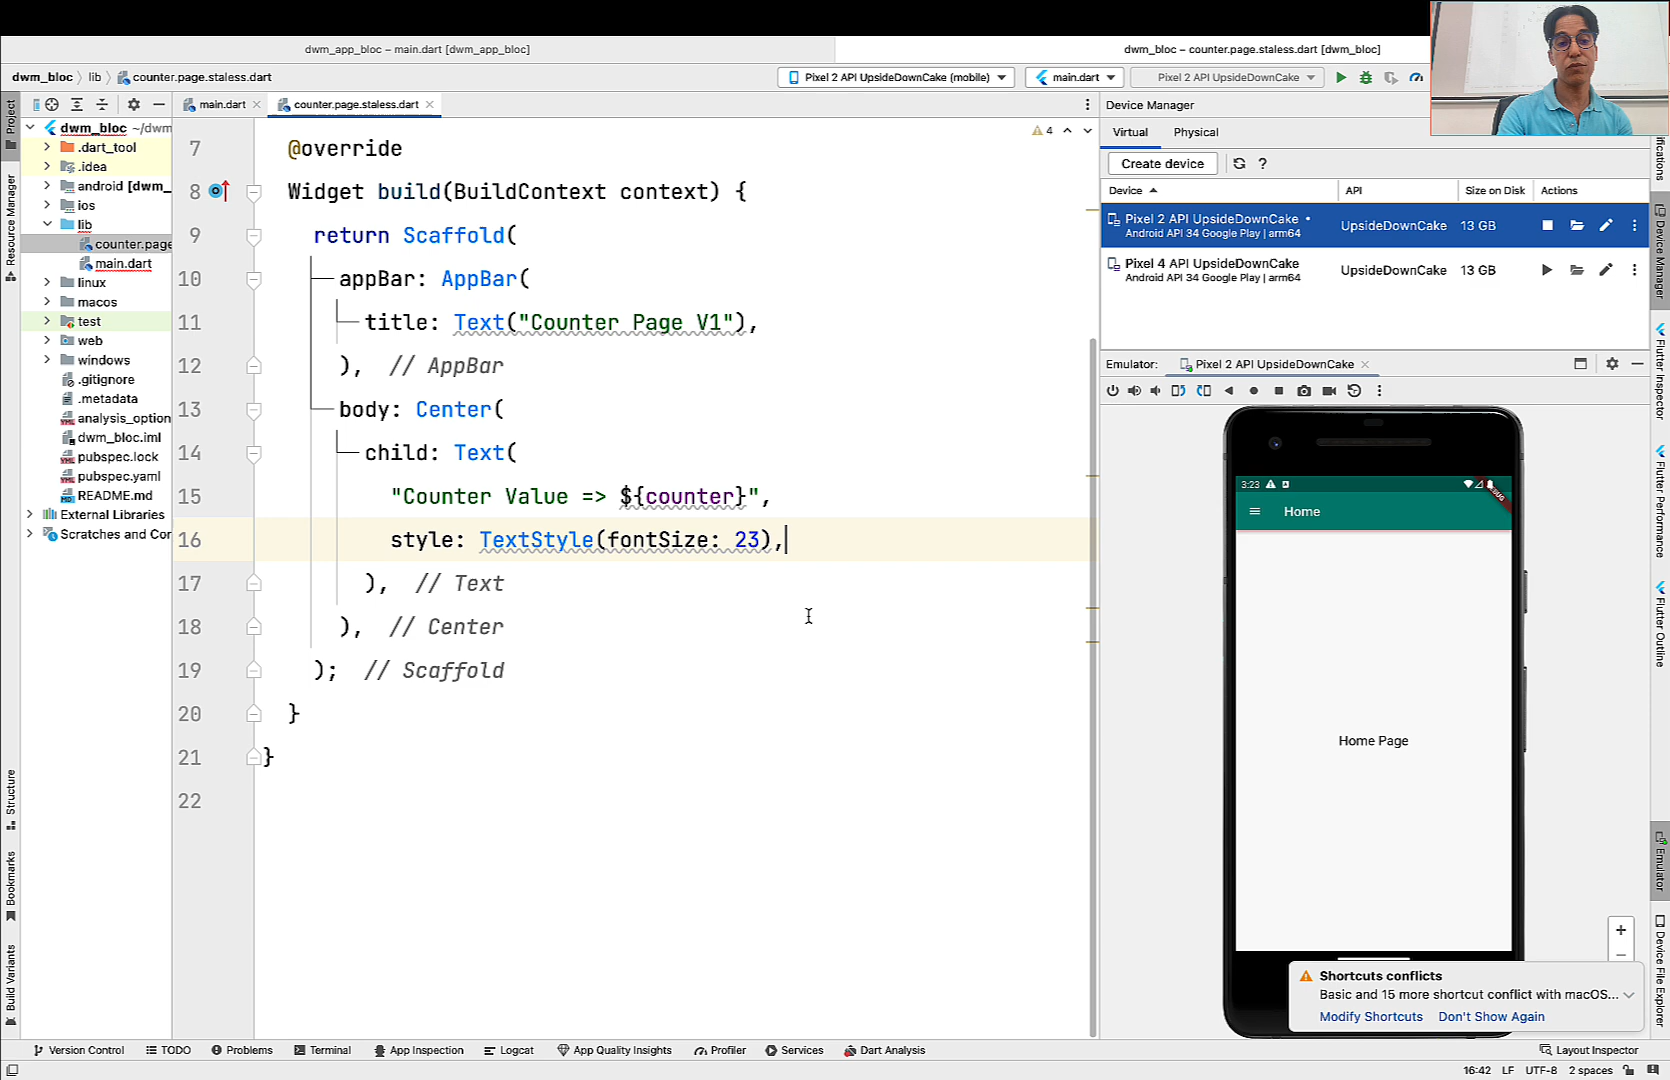 dwm_app_bloc – main.dart [dwm_app_bloc]
dwm_bloc – counter.page.staless.dart [dwm_bloc]
dwm_bloc
lib
counter.page.staless.dart
Pixel 2 API UpsideDownCake (mobile)
main.dart
Pixel 2 API UpsideDownCake
Project
Resource Manager
Structure
Bookmarks
Build Variants
main.dart
counter.page.staless.dart
dwm_bloc ~/dwm
.dart_tool
.idea
android [dwm_
ios
lib
counter.page
main.dart
linux
macos
test
web
windows
.gitignore
.metadata
analysis_option
dwm_bloc.iml
pubspec.lock
pubspec.yaml
README.md
External Libraries
Scratches and Cor
4
7 @override
8 Widget build(BuildContext context) {
9 return Scaffold(
10 appBar: AppBar(
11 title: Text("Counter Page V1"),
12 ), // AppBar
13 body: Center(
14 child: Text(
15 "Counter Value => ${counter}",
16 style: TextStyle(fontSize: 23),
17 ), // Text
18 ), // Center
19 ); // Scaffold
20 }
21 }
22
Device Manager
Virtual Physical
Create device
?
Device API Size on Disk Actions
Pixel 2 API UpsideDownCake
Android API 34 Google Play | arm64
UpsideDownCake 13 GB
Pixel 4 API UpsideDownCake
Android API 34 Google Play | arm64
UpsideDownCake 13 GB
Emulator: Pixel 2 API UpsideDownCake
3:23
DEBUG
Home
Home Page
+
−
Shortcuts conflicts
Basic and 15 more shortcut conflict with macOS...
Modify Shortcuts Don't Show Again
ifications
Device Manager
Flutter Inspector
Flutter Performance
Flutter Outline
Emulator
Device File Explorer
Version Control TODO Problems Terminal App Inspection Logcat App Quality Insights Profiler Services Dart Analysis Layout Inspector
16:42 LF UTF-8 2 spaces